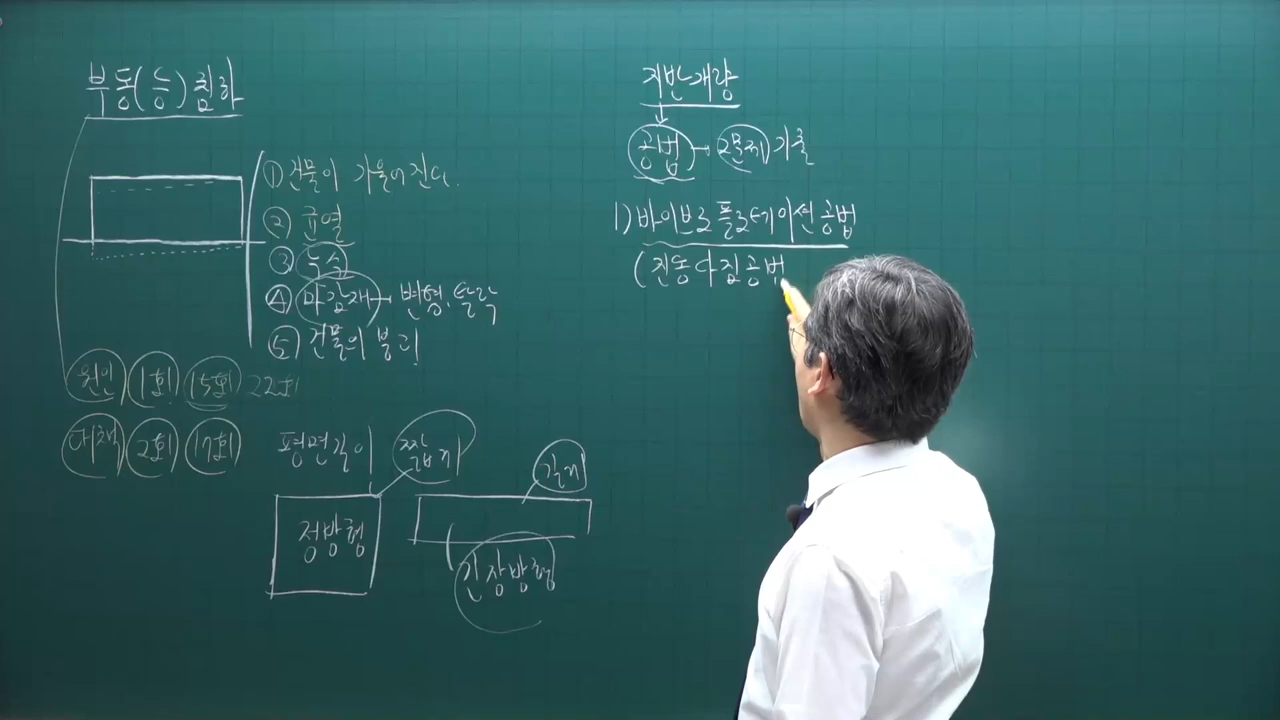 부동(등)침하
① 건물이 기울어진다.
② 균열
③ 누수
④ 마감재 → 변형, 탈락
⑤ 건물의 분리
원인 1회 15회 22회
대책 2회 17회
평면길이 짧게 길게
정방형
긴 장방형
지반개량
공법 → 2문제 기출
1) 바이브로 플로테이션 공법
(진동다짐공법